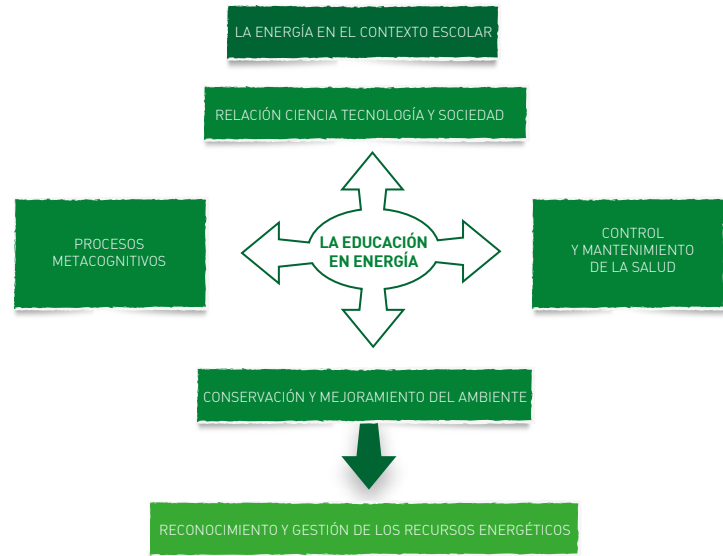 LA ENERGÍA EN EL CONTEXTO ESCOLAR
RELACIÓN CIENCIA TECNOLOGÍA Y SOCIEDAD
PROCESOS
METACOGNITIVOS
LA EDUCACIÓN
EN ENERGÍA
CONTROL
Y MANTENIMIENTO
DE LA SALUD
CONSERVACIÓN Y MEJORAMIENTO DEL AMBIENTE
RECONOCIMIENTO Y GESTIÓN DE LOS RECURSOS ENERGÉTICOS